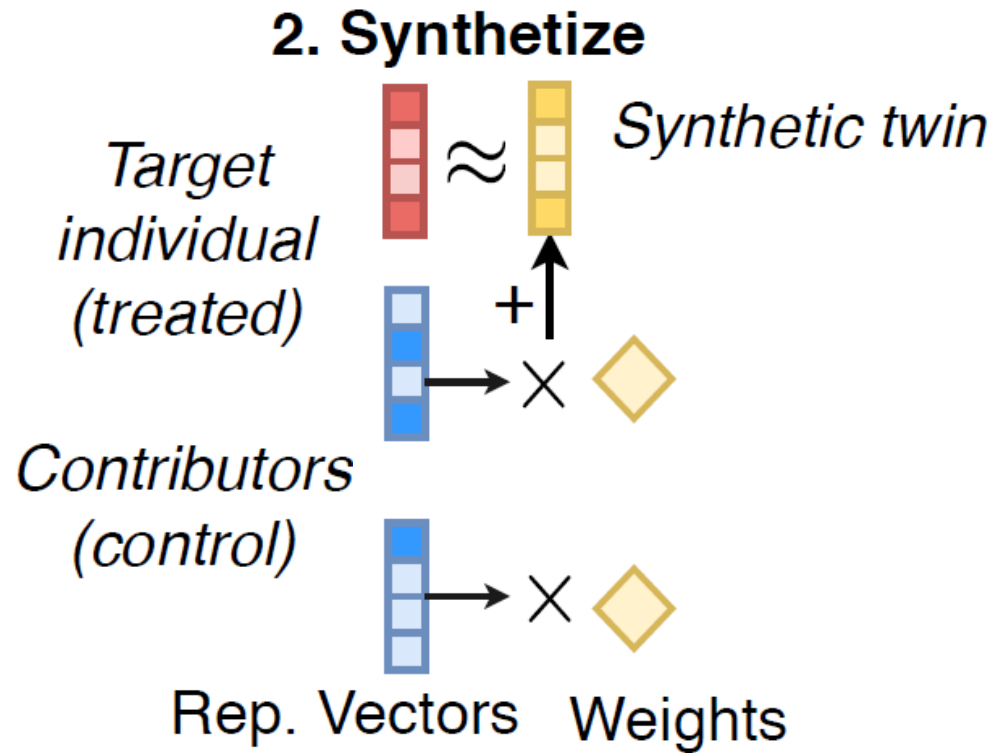 2. Synthetize
≈
Synthetic twin
Target
individual
(treated)
+
×
Contributors
(control)
×
Rep. Vectors
Weights